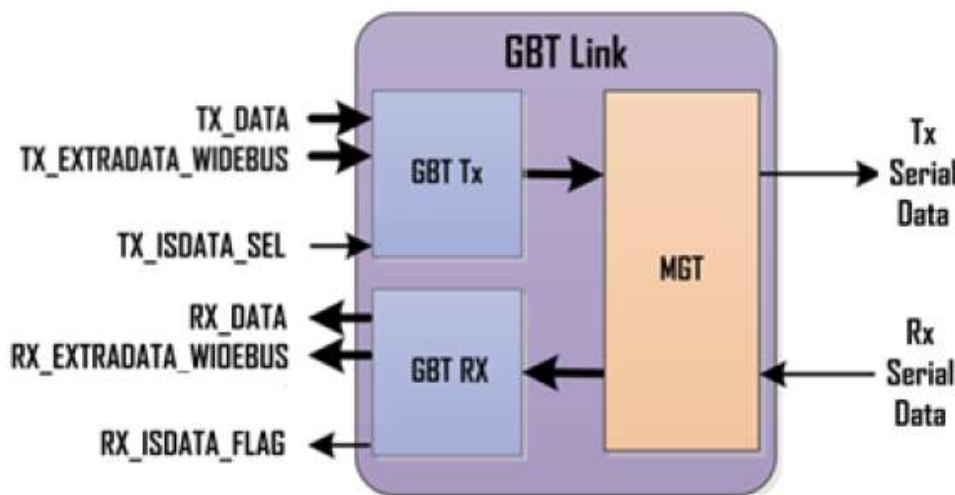 GBT Link
TX_DATA
TX_EXTRADATA_WIDEBUS
TX_ISDATA_SEL
GBT Tx
MGT
Tx
Serial
Data
RX_DATA
RX_EXTRADATA_WIDEBUS
RX_ISDATA_FLAG
GBT RX
Rx
Serial
Data